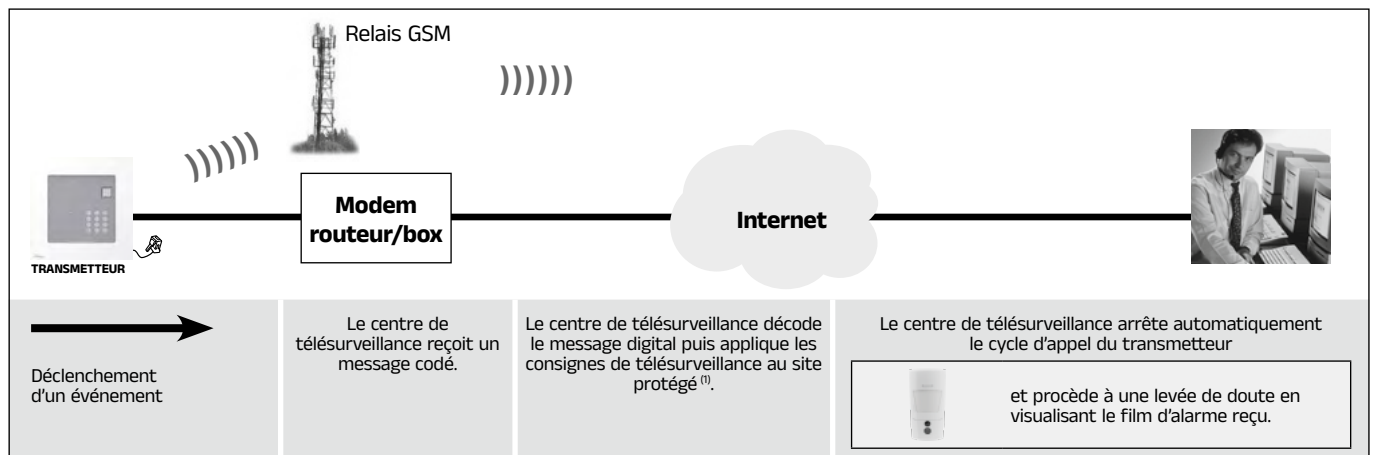 Relais GSM
))))))
))))))
Modem
routeur/box
Internet
TRANSMETTEUR
Déclenchement
d'un événement
Le centre de
télésurveillance reçoit un
message codé.
Le centre de télésurveillance décode
le message digital puis applique les
consignes de télésurveillance au site
protégé (1).
Le centre de télésurveillance arrête automatiquement
le cycle d'appel du transmetteur
et procède à une levée de doute en
visualisant le film d'alarme reçu.